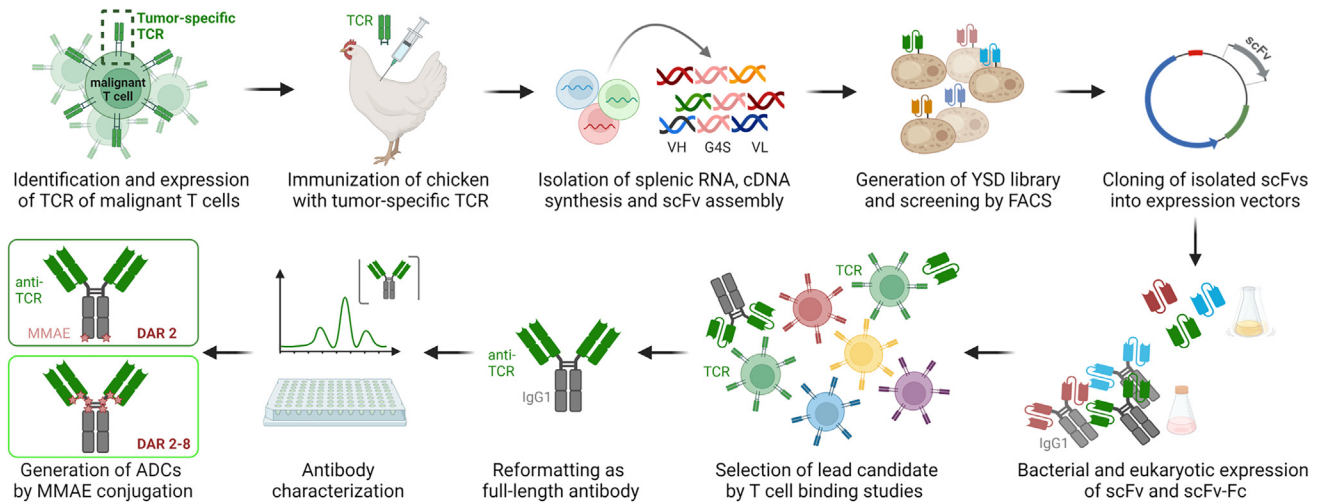 Tumor-specific
TCR
malignant
T cell
Identification and expression
of TCR of malignant T cells
TCR
Immunization of chicken
with tumor-specific TCR
VH G4S VL
Isolation of splenic RNA, cDNA
synthesis and scFv assembly
Generation of YSD library
and screening by FACS
scFv
Cloning of isolated scFvs
into expression vectors
IgG1
Bacterial and eukaryotic expression
of scFv and scFv-Fc
TCR
TCR
Selection of lead candidate
by T cell binding studies
anti-
TCR
IgG1
Reformatting as
full-length antibody
Antibody
characterization
anti-
TCR
MMAE
DAR 2
DAR 2-8
Generation of ADCs
by MMAE conjugation